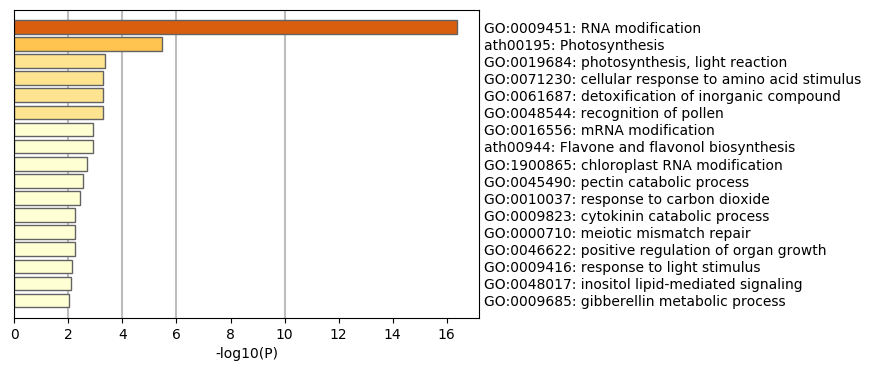 GO:0009451: RNA modification
ath00195: Photosynthesis
GO:0019684: photosynthesis, light reaction
GO:0071230: cellular response to amino acid stimulus
GO:0061687: detoxification of inorganic compound
GO:0048544: recognition of pollen
GO:0016556: mRNA modification
ath00944: Flavone and flavonol biosynthesis
GO:1900865: chloroplast RNA modification
GO:0045490: pectin catabolic process
GO:0010037: response to carbon dioxide
GO:0009823: cytokinin catabolic process
GO:0000710: meiotic mismatch repair
GO:0046622: positive regulation of organ growth
GO:0009416: response to light stimulus
GO:0048017: inositol lipid-mediated signaling
GO:0009685: gibberellin metabolic process
0 2 4 6 8 10 12 14 16
-log10(P)